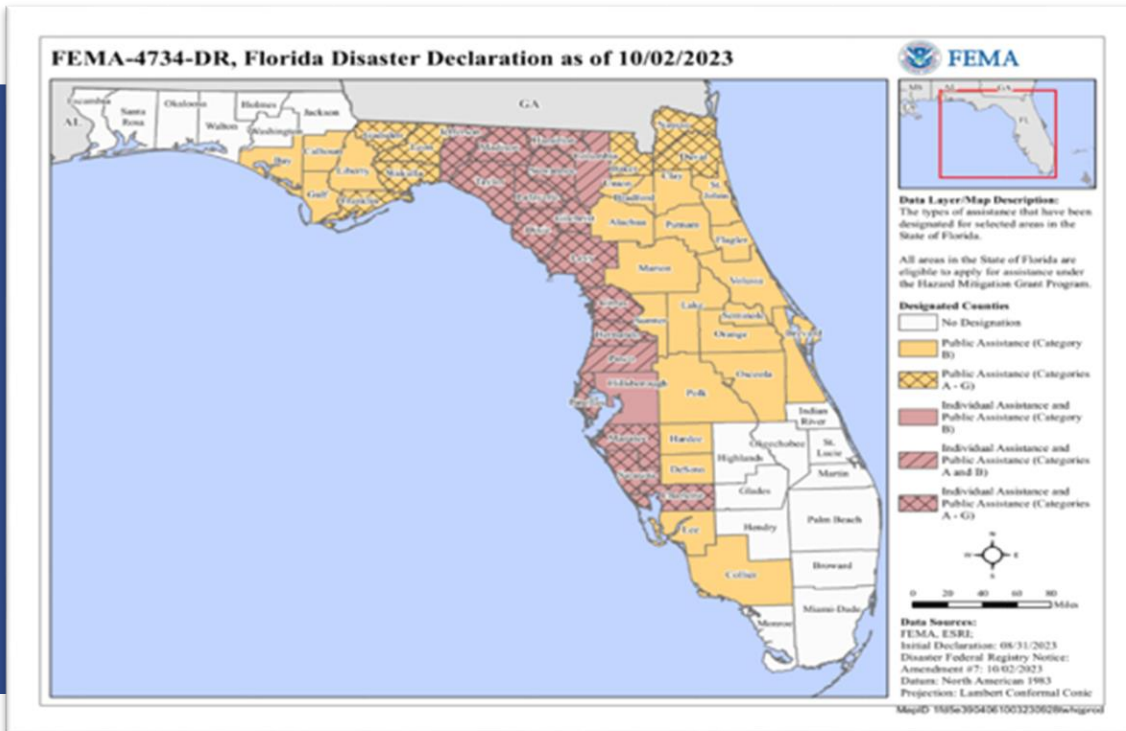 FEMA-4734-DR, Florida Disaster Declaration as of 10/02/2023
FEMA
GA
AL
Escambia
Santa
Rosa
Okaloosa
Walton
Holmes
Washington
Jackson
Bay
Calhoun
Gulf
Liberty
Franklin
Leon
Wakulla
Jefferson
Madison
Hamilton
Taylor
Lafayette
Dixie
Gilchrist
Levy
Columbia
Baker
Union
Bradford
Nassau
Duval
Clay
St.
Johns
Alachua
Putnam
Flagler
Marion
Volusia
Lake
Sumter
Seminole
Orange
Brevard
Hernando
Pasco
Hillsborough
Polk
Osceola
Indian
River
Manatee
Hardee
Highlands
Okeechobee
St.
Lucie
DeSoto
Sarasota
Martin
Charlotte
Glades
Lee
Hendry
Palm Beach
Collier
Broward
Monroe
Miami-Dade
GA
FL
Data Layer/Map Description:
The types of assistance that have been
designated for selected areas in the
State of Florida.
All areas in the State of Florida are
eligible to apply for assistance under
the Hazard Mitigation Grant Program.
Designated Counties
No Designation
Public Assistance (Category
B)
Public Assistance (Categories
A - G)
Individual Assistance and
Public Assistance (Category
B)
Individual Assistance and
Public Assistance (Categories
A and B)
Individual Assistance and
Public Assistance (Categories
A - G)
N
W
E
S
0 20 40 60 80
Miles
Data Sources:
FEMA, ESRI;
Initial Declaration: 08/31/2023
Disaster Federal Registry Notice:
Amendment #7: 10/02/2023
Datum: North American 1983
Projection: Lambert Conformal Conic
MapID